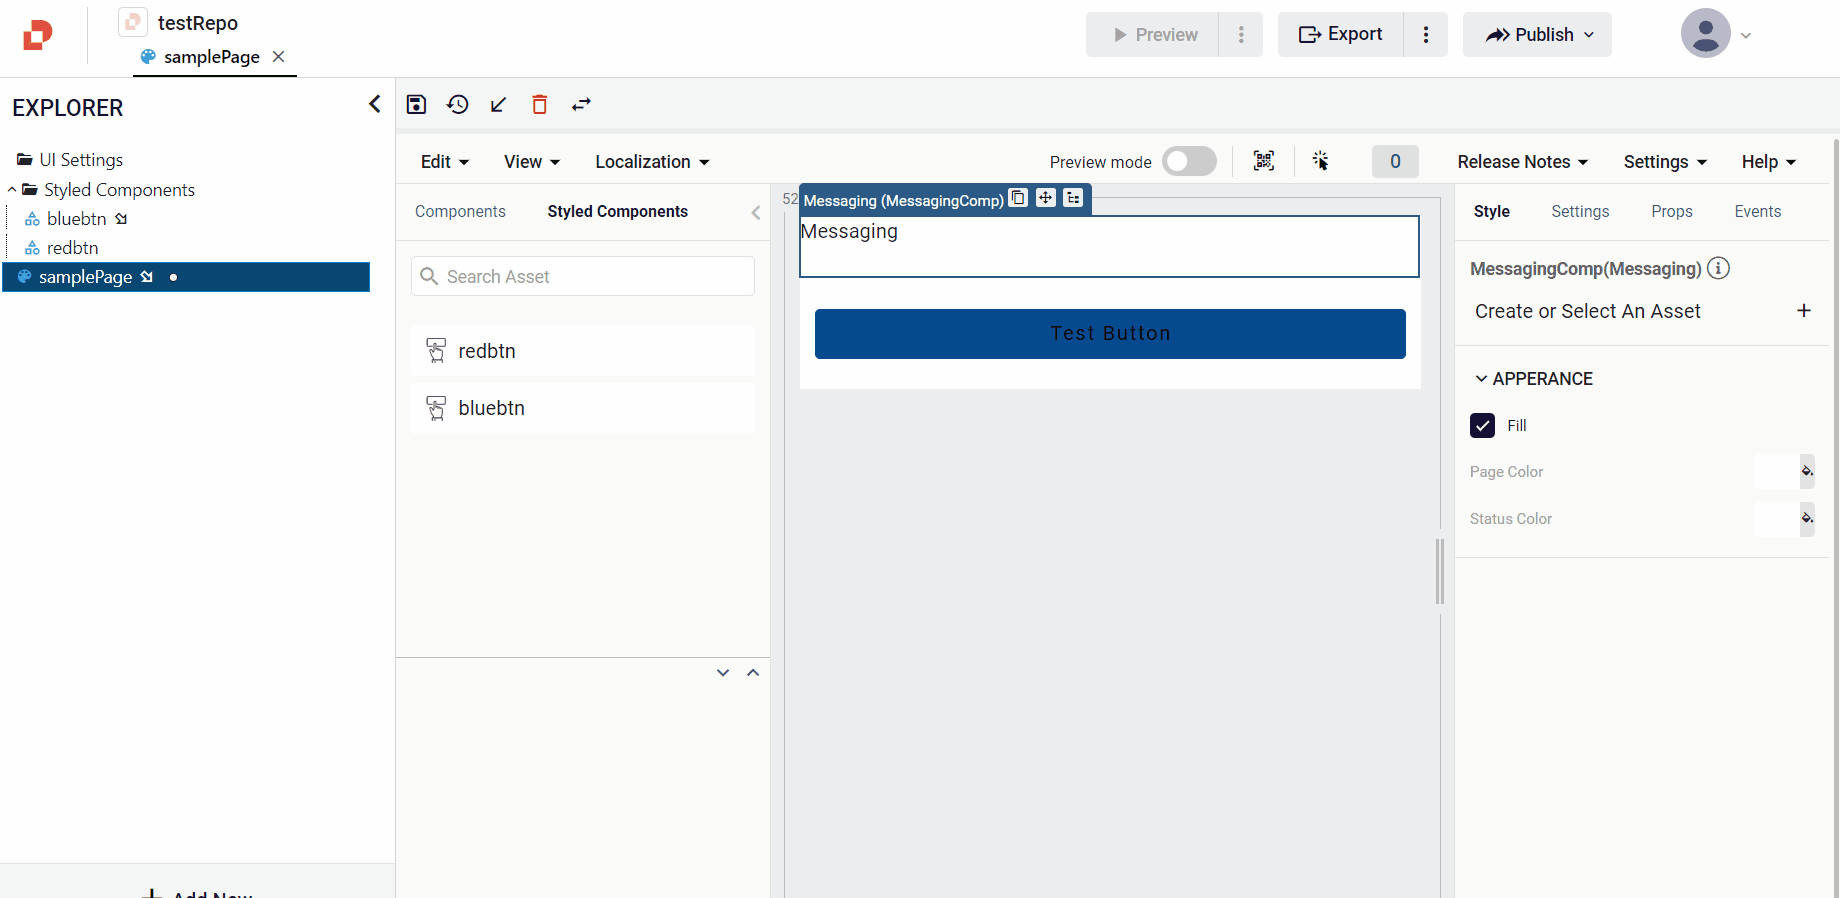 testRepo
samplePage
Preview
Export
Publish
EXPLORER
UI Settings
Styled Components
bluebtn
redbtn
samplePage
Add New
Edit
View
Localization
Preview mode
0
Release Notes
Settings
Help
Components
Styled Components
Search Asset
redbtn
bluebtn
52
Messaging (MessagingComp)
Messaging
Test Button
Style
Settings
Props
Events
MessagingComp(Messaging)
Create or Select An Asset
APPERANCE
Fill
Page Color
Status Color